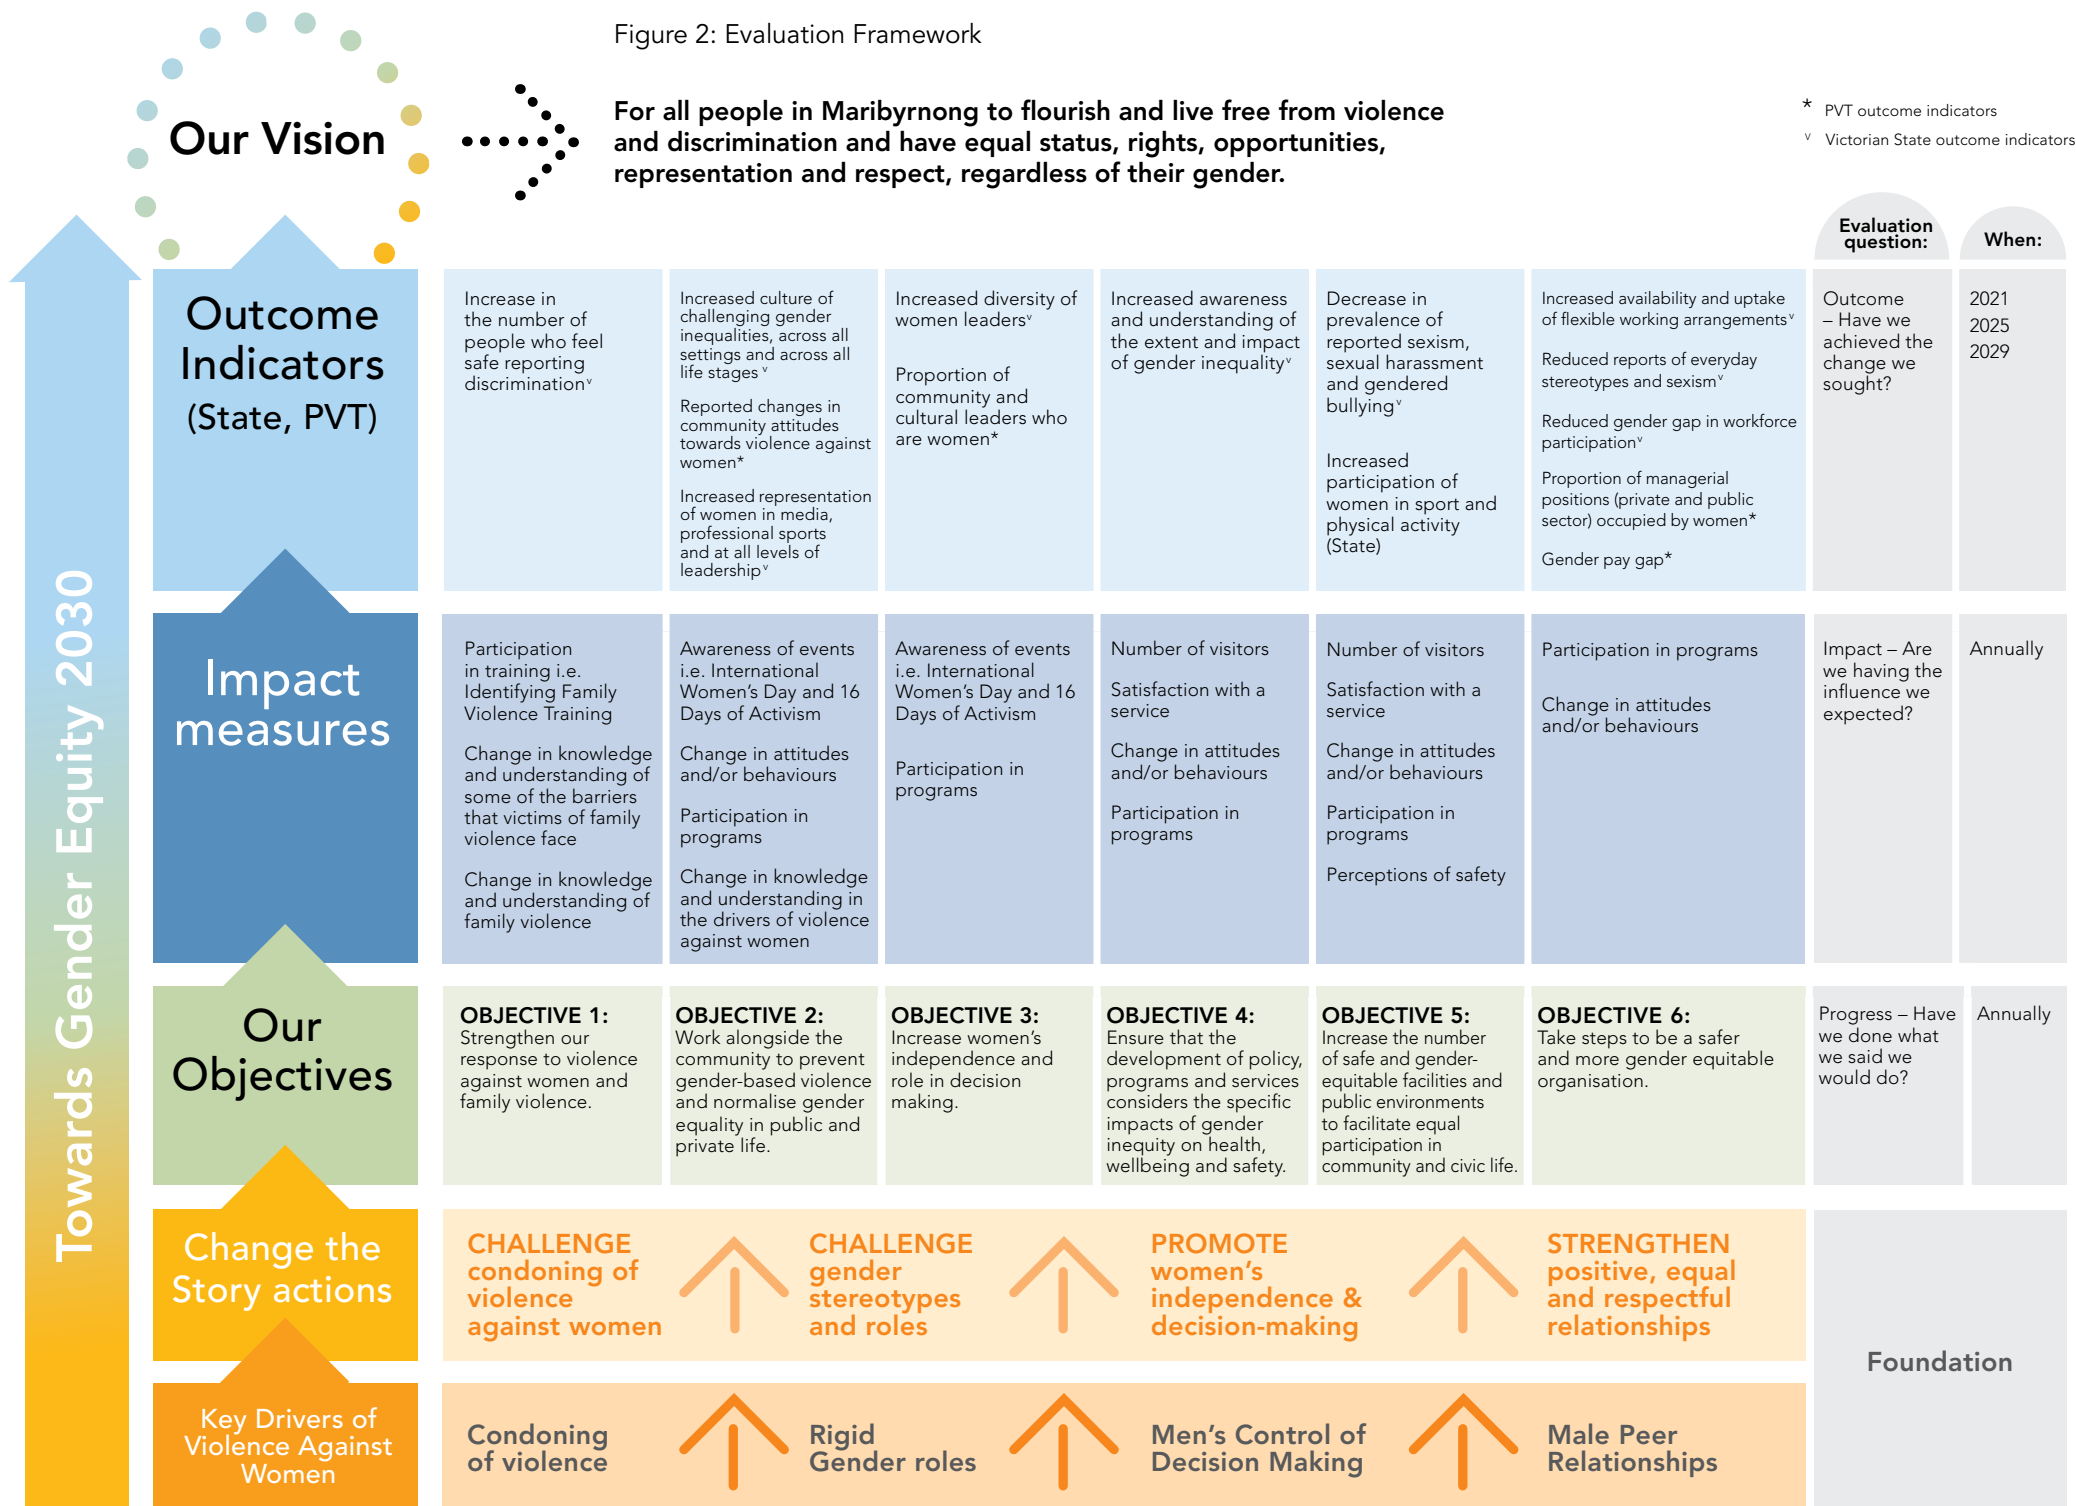 Figure 2: Evaluation Framework
Our Vision
For all people in Maribyrnong to flourish and live free from violence
and discrimination and have equal status, rights, opportunities,
representation and respect, regardless of their gender.
* PVT outcome indicators
v Victorian State outcome indicators
Evaluation
question:
When:
Towards Gender Equity 2030
Outcome
Indicators
(State, PVT)
Increase in
the number of
people who feel
safe reporting
discrimination v
Increased culture of
challenging gender
inequalities, across all
settings and across all
life stages v
Reported changes in
community attitudes
towards violence against
women*
Increased representation
of women in media,
professional sports
and at all levels of
leadership v
Increased diversity of
women leaders v
Proportion of
community and
cultural leaders who
are women*
Increased awareness
and understanding of
the extent and impact
of gender inequality v
Decrease in
prevalence of
reported sexism,
sexual harassment
and gendered
bullying v
Increased
participation of
women in sport and
physical activity
(State)
Increased availability and uptake
of flexible working arrangements v
Reduced reports of everyday
stereotypes and sexism v
Reduced gender gap in workforce
participation v
Proportion of managerial
positions (private and public
sector) occupied by women*
Gender pay gap*
Outcome
– Have we
achieved the
change we
sought?
2021
2025
2029
Impact
measures
Participation
in training i.e.
Identifying Family
Violence Training
Change in knowledge
and understanding of
some of the barriers
that victims of family
violence face
Change in knowledge
and understanding of
family violence
Awareness of events
i.e. International
Women's Day and 16
Days of Activism
Change in attitudes
and/or behaviours
Participation in
programs
Change in knowledge
and understanding in
the drivers of violence
against women
Awareness of events
i.e. International
Women's Day and 16
Days of Activism
Participation in
programs
Number of visitors
Satisfaction with a
service
Change in attitudes
and/or behaviours
Participation in
programs
Number of visitors
Satisfaction with a
service
Change in attitudes
and/or behaviours
Participation in
programs
Perceptions of safety
Participation in programs
Change in attitudes
and/or behaviours
Impact – Are
we having the
influence we
expected?
Annually
Our
Objectives
OBJECTIVE 1:
Strengthen our
response to violence
against women and
family violence.
OBJECTIVE 2:
Work alongside the
community to prevent
gender-based violence
and normalise gender
equality in public and
private life.
OBJECTIVE 3:
Increase women's
independence and
role in decision
making.
OBJECTIVE 4:
Ensure that the
development of policy,
programs and services
considers the specific
impacts of gender
inequity on health,
wellbeing and safety.
OBJECTIVE 5:
Increase the number
of safe and gender-
equitable facilities and
public environments
to facilitate equal
participation in
community and civic life.
OBJECTIVE 6:
Take steps to be a safer
and more gender equitable
organisation.
Progress – Have
we done what
we said we
would do?
Annually
Change the
Story actions
CHALLENGE
condoning of
violence
against women
CHALLENGE
gender
stereotypes
and roles
PROMOTE
women's
independence &
decision-making
STRENGTHEN
positive, equal
and respectful
relationships
Foundation
Key Drivers of
Violence Against
Women
Condoning
of violence
Rigid
Gender roles
Men's Control of
Decision Making
Male Peer
Relationships